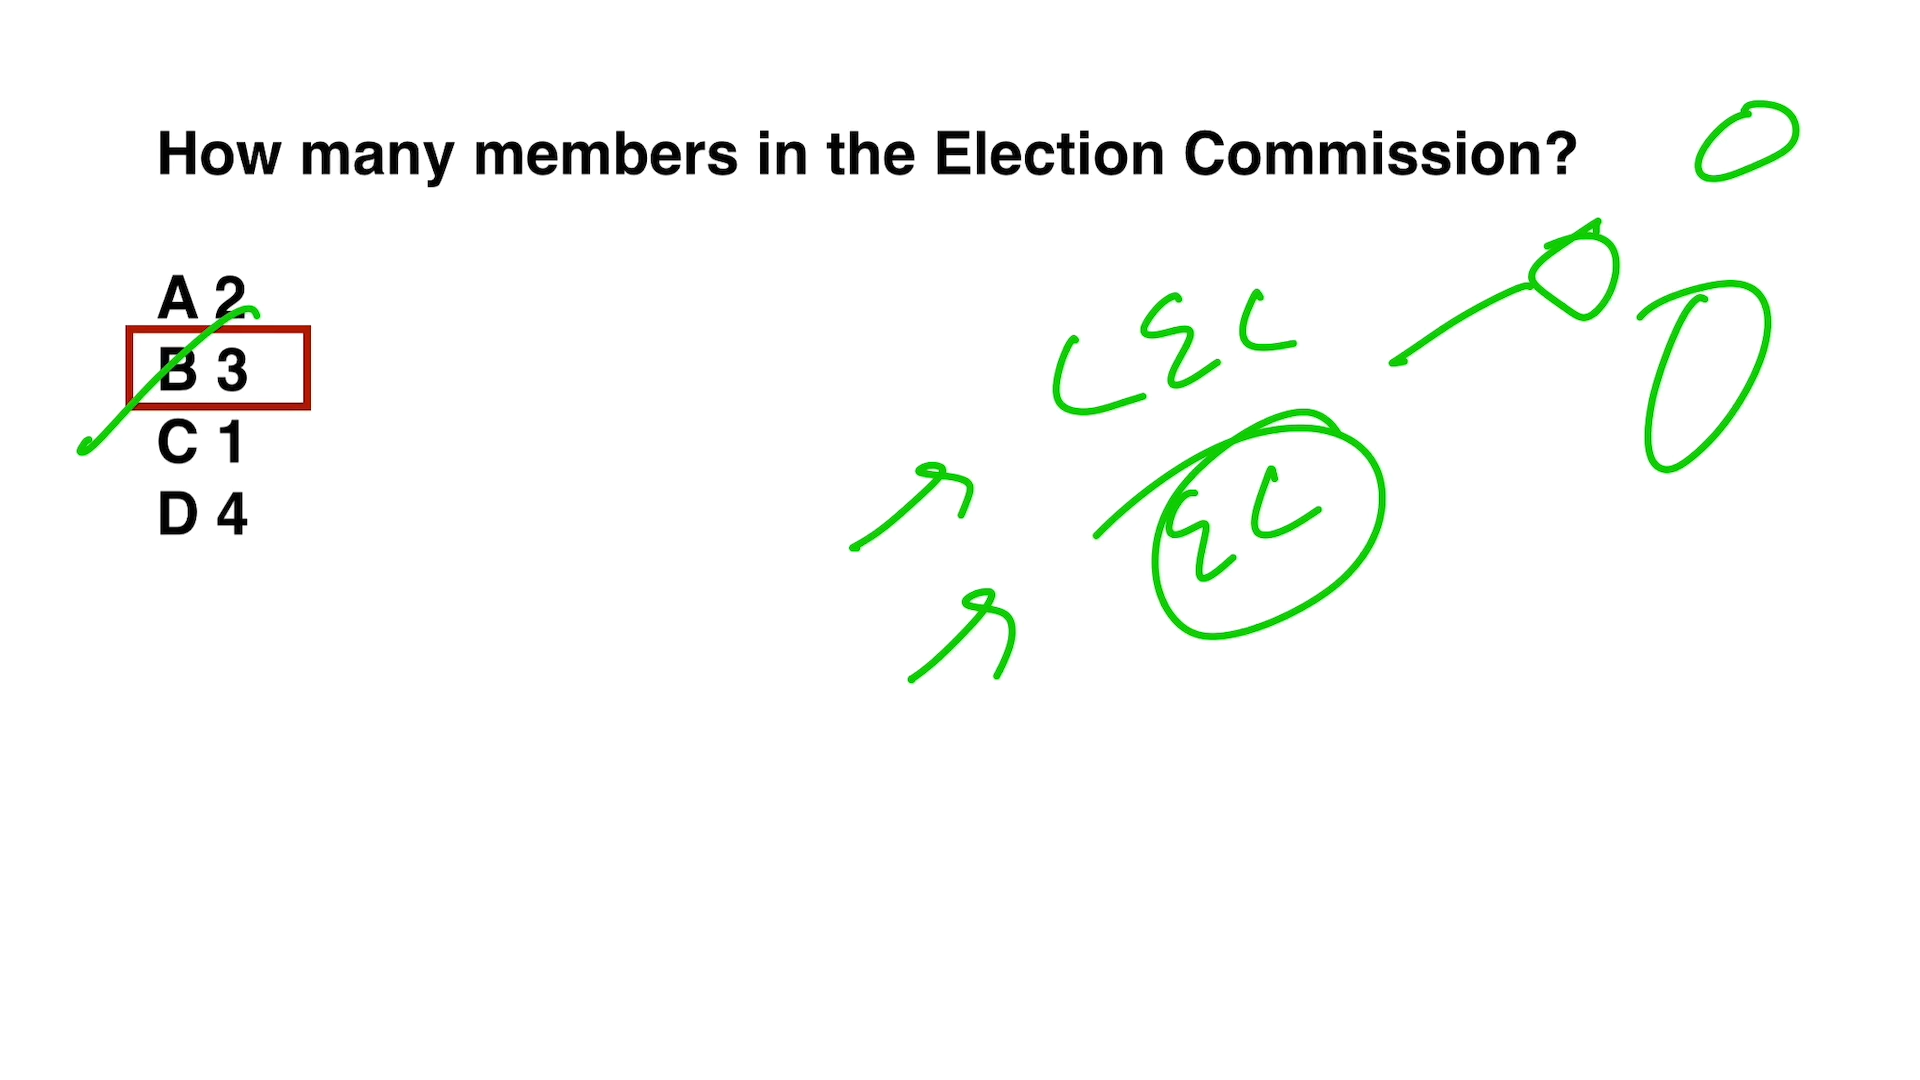 How many members in the Election Commission?
A 2
B 3
C 1
D 4
CEC
EC